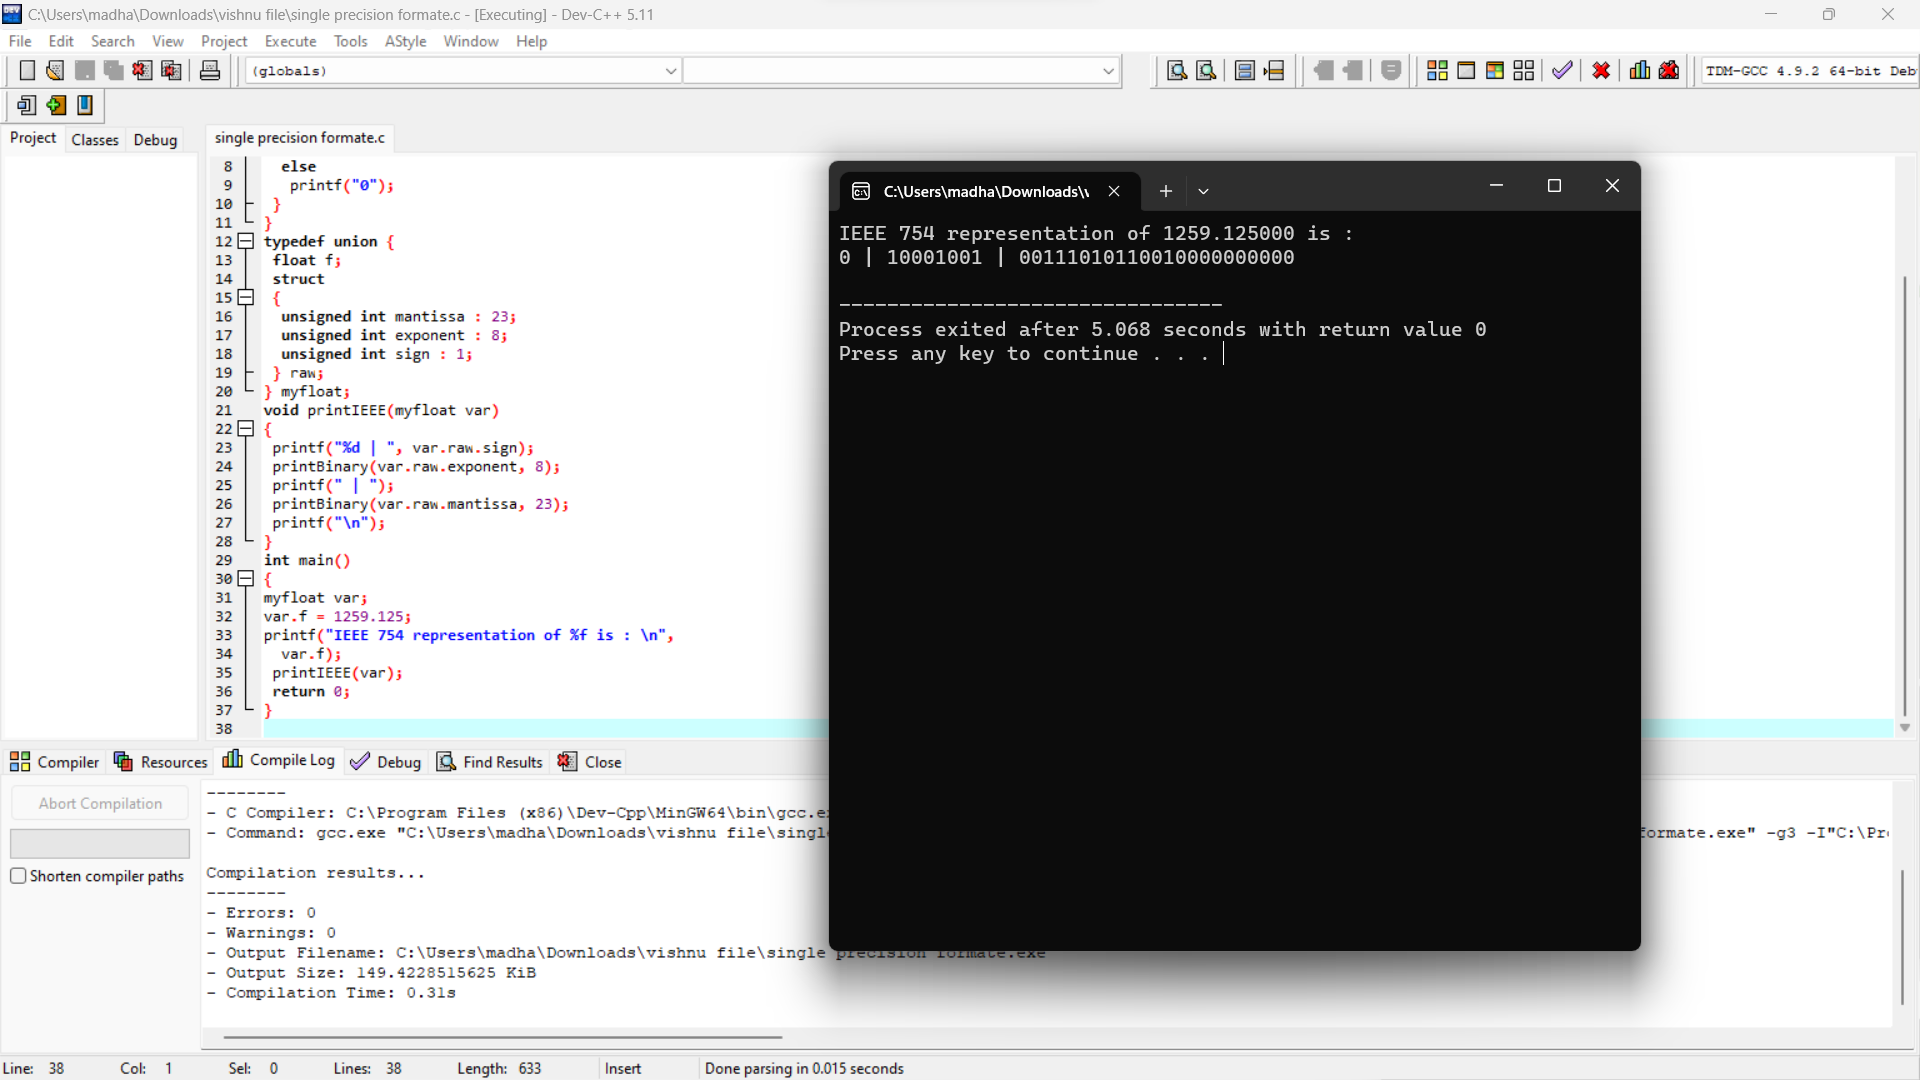 C:\Users\madha\Downloads\vishnu file\single precision formate.c - [Executing] - Dev-C++ 5.11
File Edit Search View Project Execute Tools AStyle Window Help
(globals)
TDM-GCC 4.9.2 64-bit Deb
Project Classes Debug
single precision formate.c
8 else
9 printf("0");
10 }
11 }
12 typedef union {
13 float f;
14 struct
15 {
16 unsigned int mantissa : 23;
17 unsigned int exponent : 8;
18 unsigned int sign : 1;
19 } raw;
20 } myfloat;
21 void printIEEE(myfloat var)
22 {
23 printf("%d | ", var.raw.sign);
24 printBinary(var.raw.exponent, 8);
25 printf(" | ");
26 printBinary(var.raw.mantissa, 23);
27 printf("\n");
28 }
29 int main()
30 {
31 myfloat var;
32 var.f = 1259.125;
33 printf("IEEE 754 representation of %f is : \n",
34 var.f);
35 printIEEE(var);
36 return 0;
37 }
38
C:\Users\madha\Downloads\
IEEE 754 representation of 1259.125000 is :
0 | 10001001 | 00111010110010000000000
--------------------------------
Process exited after 5.068 seconds with return value 0
Press any key to continue . . .
Compiler Resources Compile Log Debug Find Results Close
Abort Compilation
Shorten compiler paths
--------
- C Compiler: C:\Program Files (x86)\Dev-Cpp\MinGW64\bin\gcc.e
- Command: gcc.exe "C:\Users\madha\Downloads\vishnu file\singl formate.exe" -g3 -I"C:\Pr
Compilation results...
--------
- Errors: 0
- Warnings: 0
- Output Filename: C:\Users\madha\Downloads\vishnu file\single precision formate.exe
- Output Size: 149.4228515625 KiB
- Compilation Time: 0.31s
Line: 38 Col: 1 Sel: 0 Lines: 38 Length: 633 Insert Done parsing in 0.015 seconds